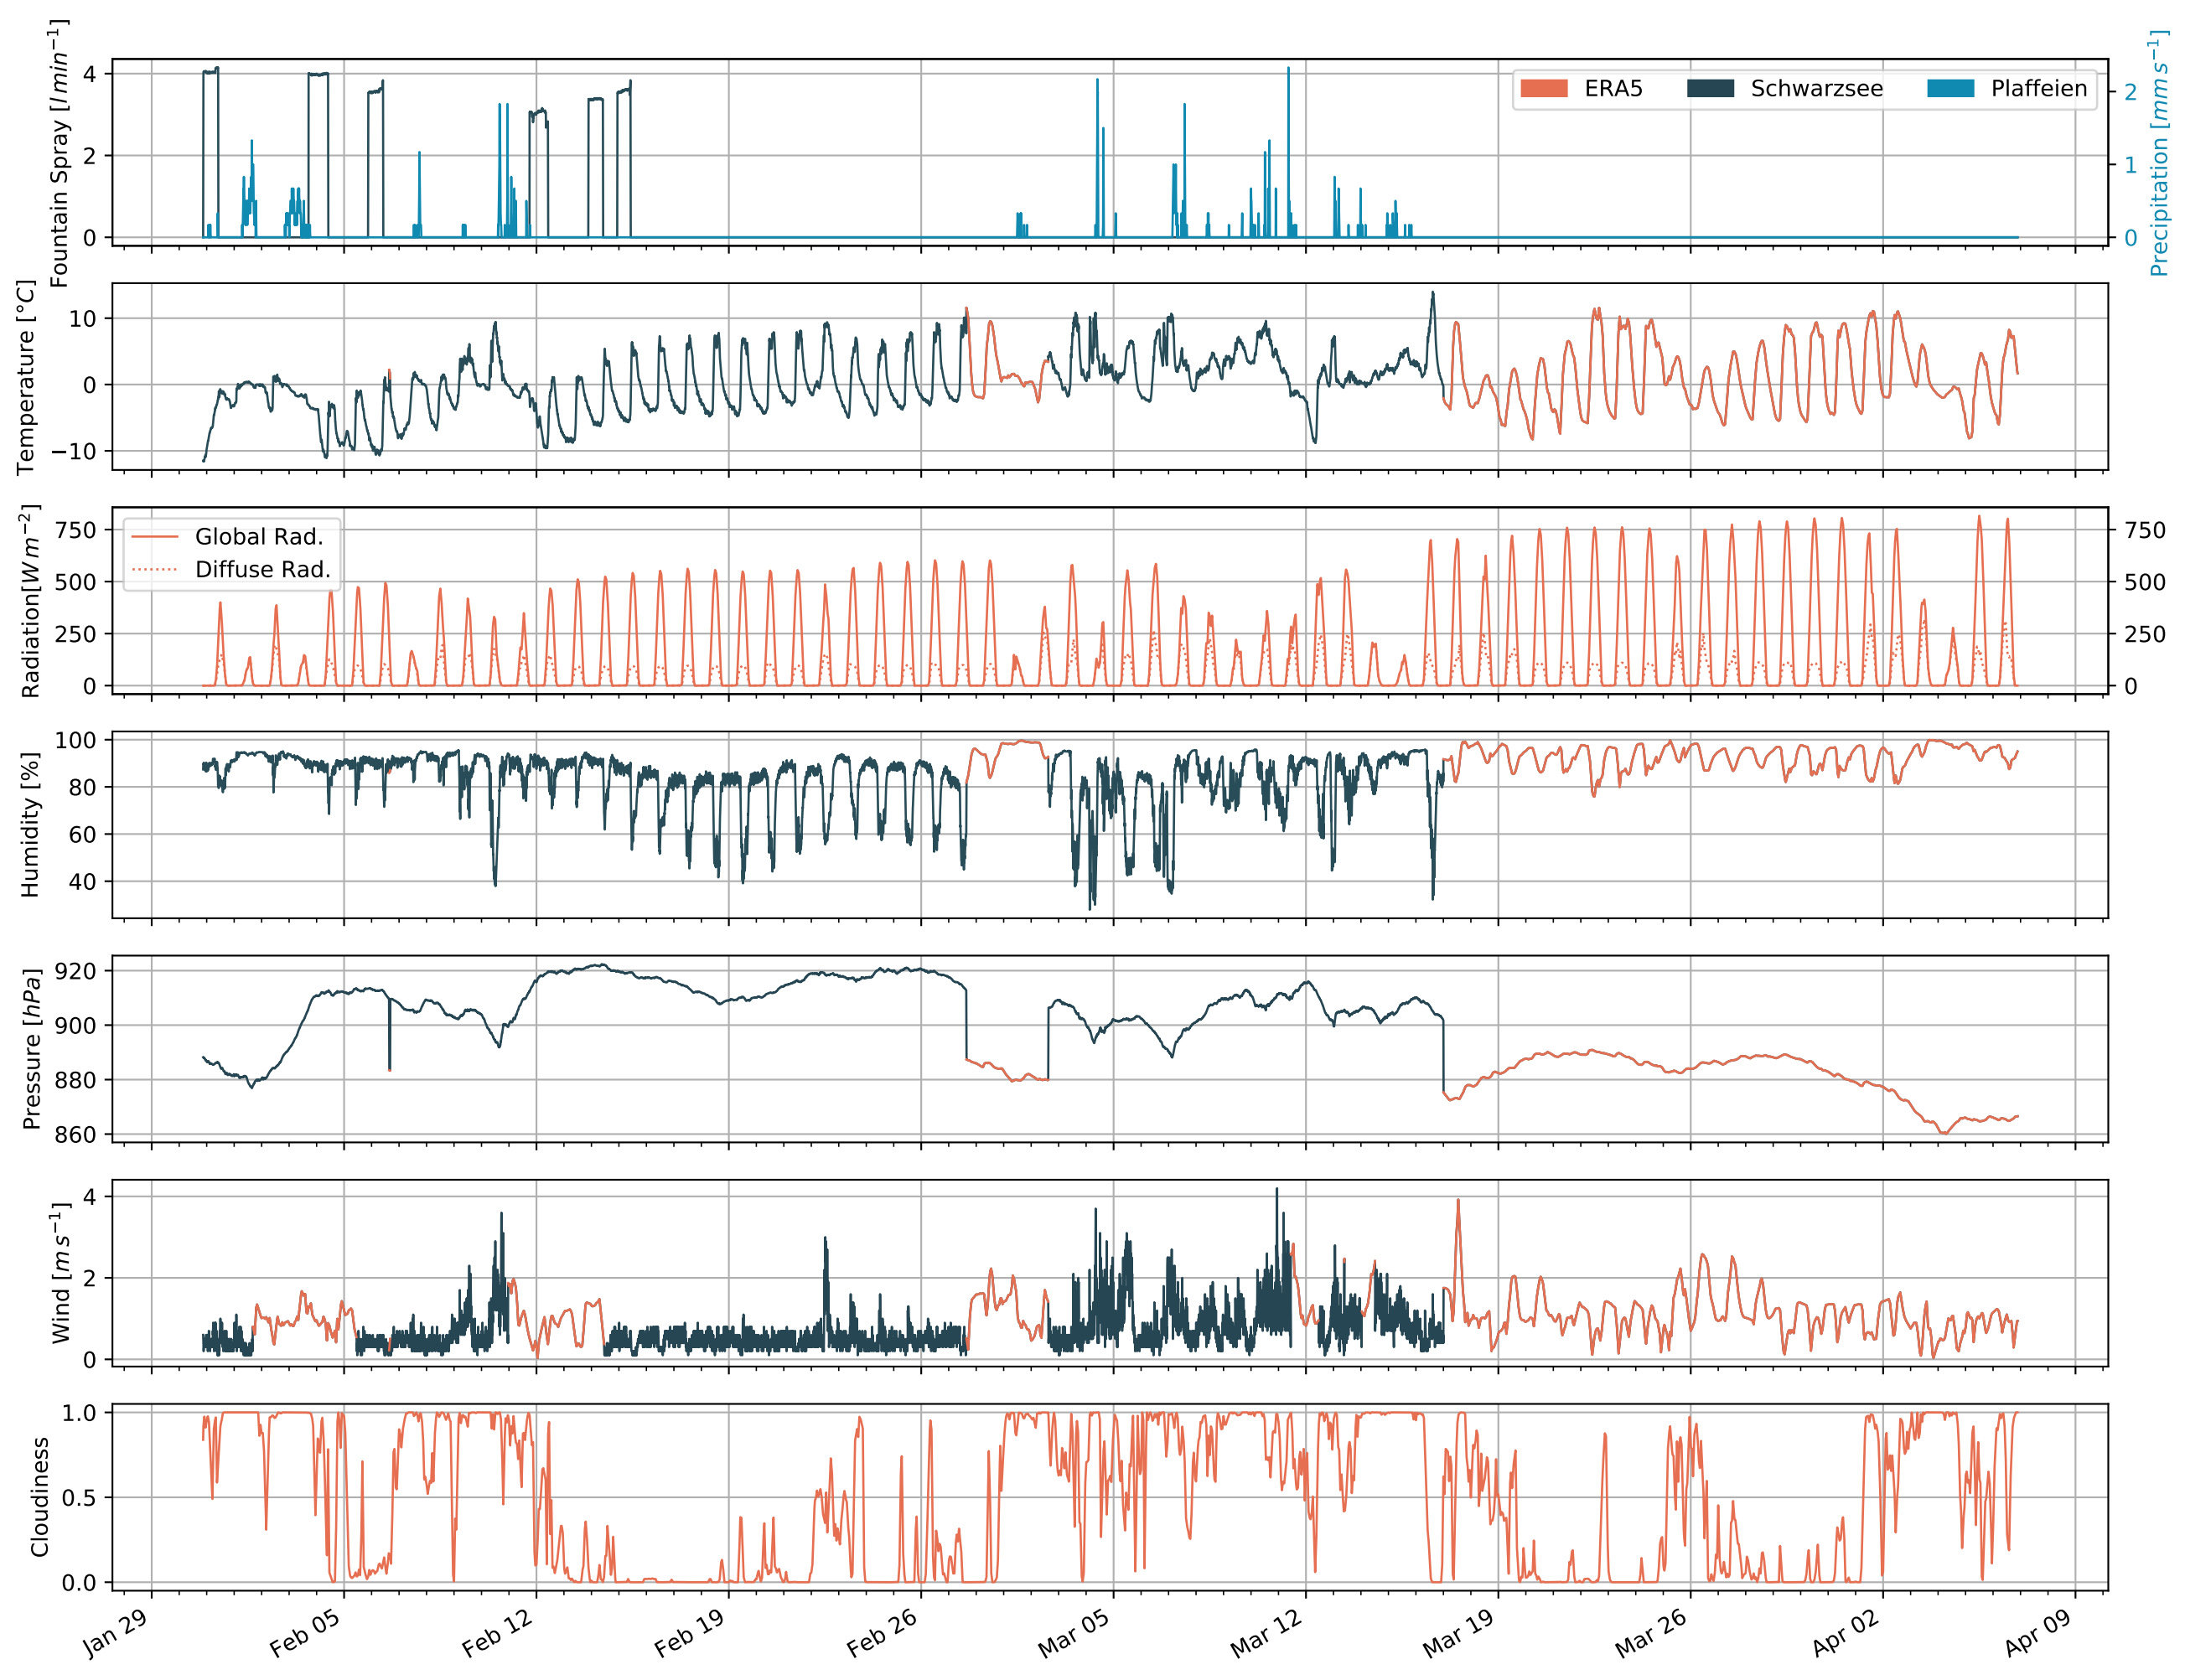 Fountain Spray [l min⁻¹]
4
2
0
ERA5 Schwarzsee Plaffeien
2
1
0
Precipitation [mm s⁻¹]
Temperature [°C]
10
0
−10
Radiation[W m⁻²]
750
500
250
0
Global Rad.
Diffuse Rad.
750
500
250
0
Humidity [%]
100
80
60
40
Pressure [hPa]
920
900
880
860
Wind [m s⁻¹]
4
2
0
Cloudiness
1.0
0.5
0.0
Jan 29 Feb 05 Feb 12 Feb 19 Feb 26 Mar 05 Mar 12 Mar 19 Mar 26 Apr 02 Apr 09